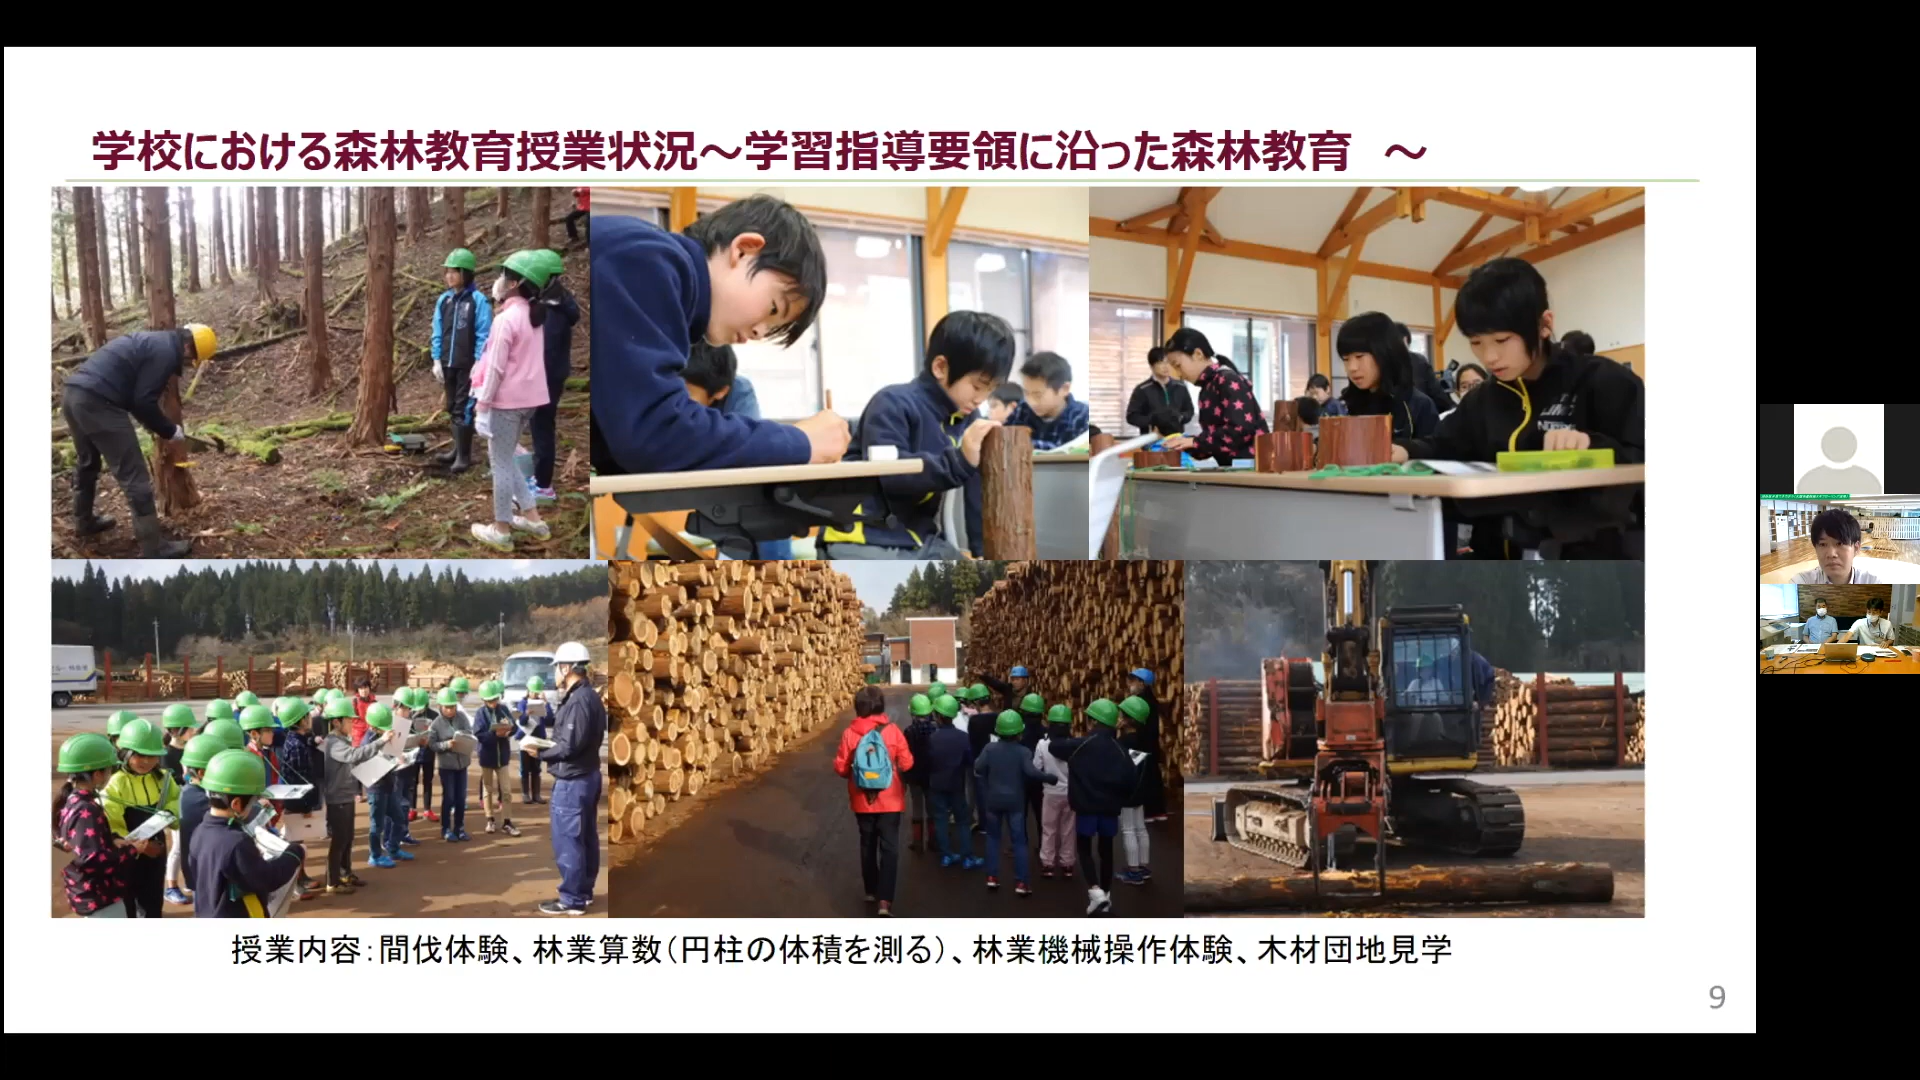 学校における森林教育授業状況～学習指導要領に沿った森林教育　～
授業内容：間伐体験、林業算数（円柱の体積を測る）、林業機械操作体験、木材団地見学
9